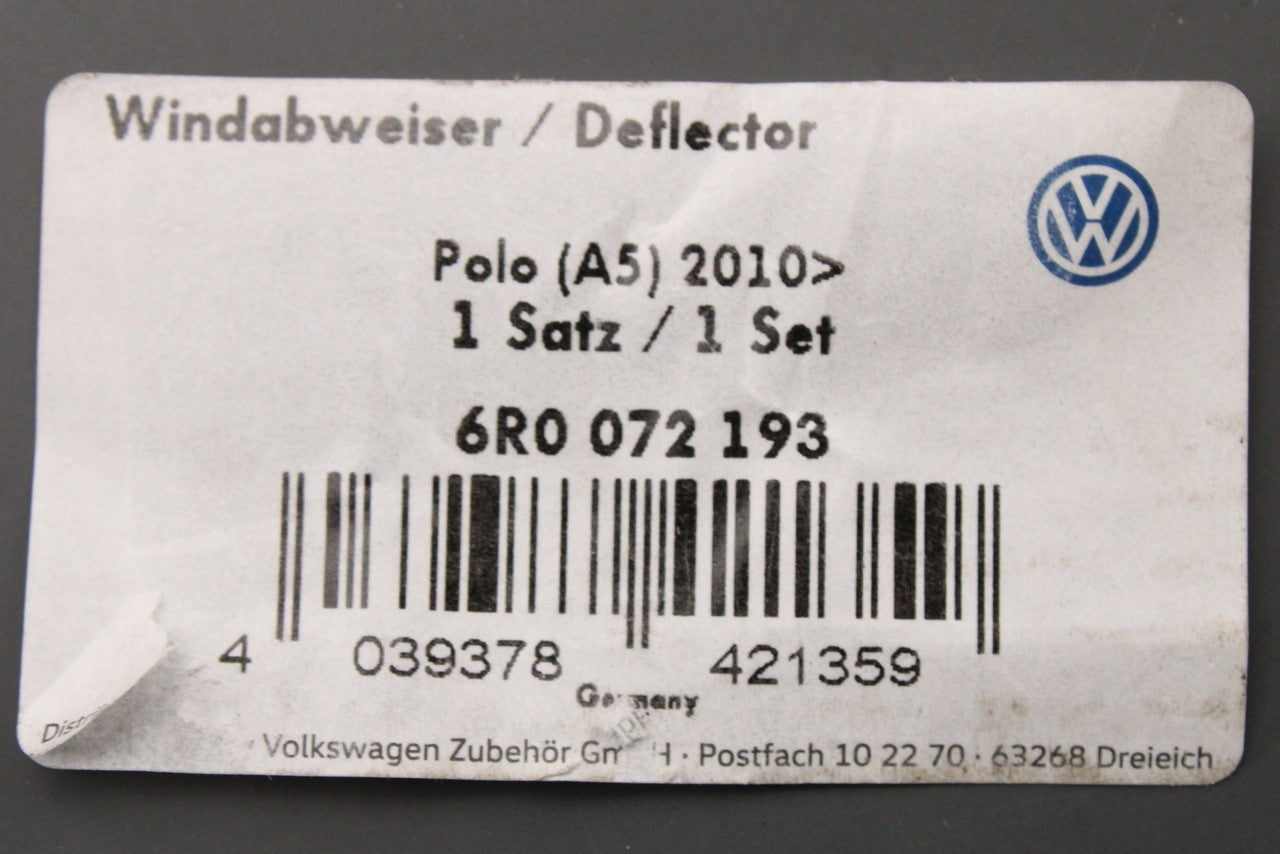 Windabweiser / Deflector
Polo (A5) 2010>
1 Satz / 1 Set
6R0 072 193
4 039378 421359
Germany
Volkswagen Zubehör · Postfach 10 22 70 · 63268 Dreieich